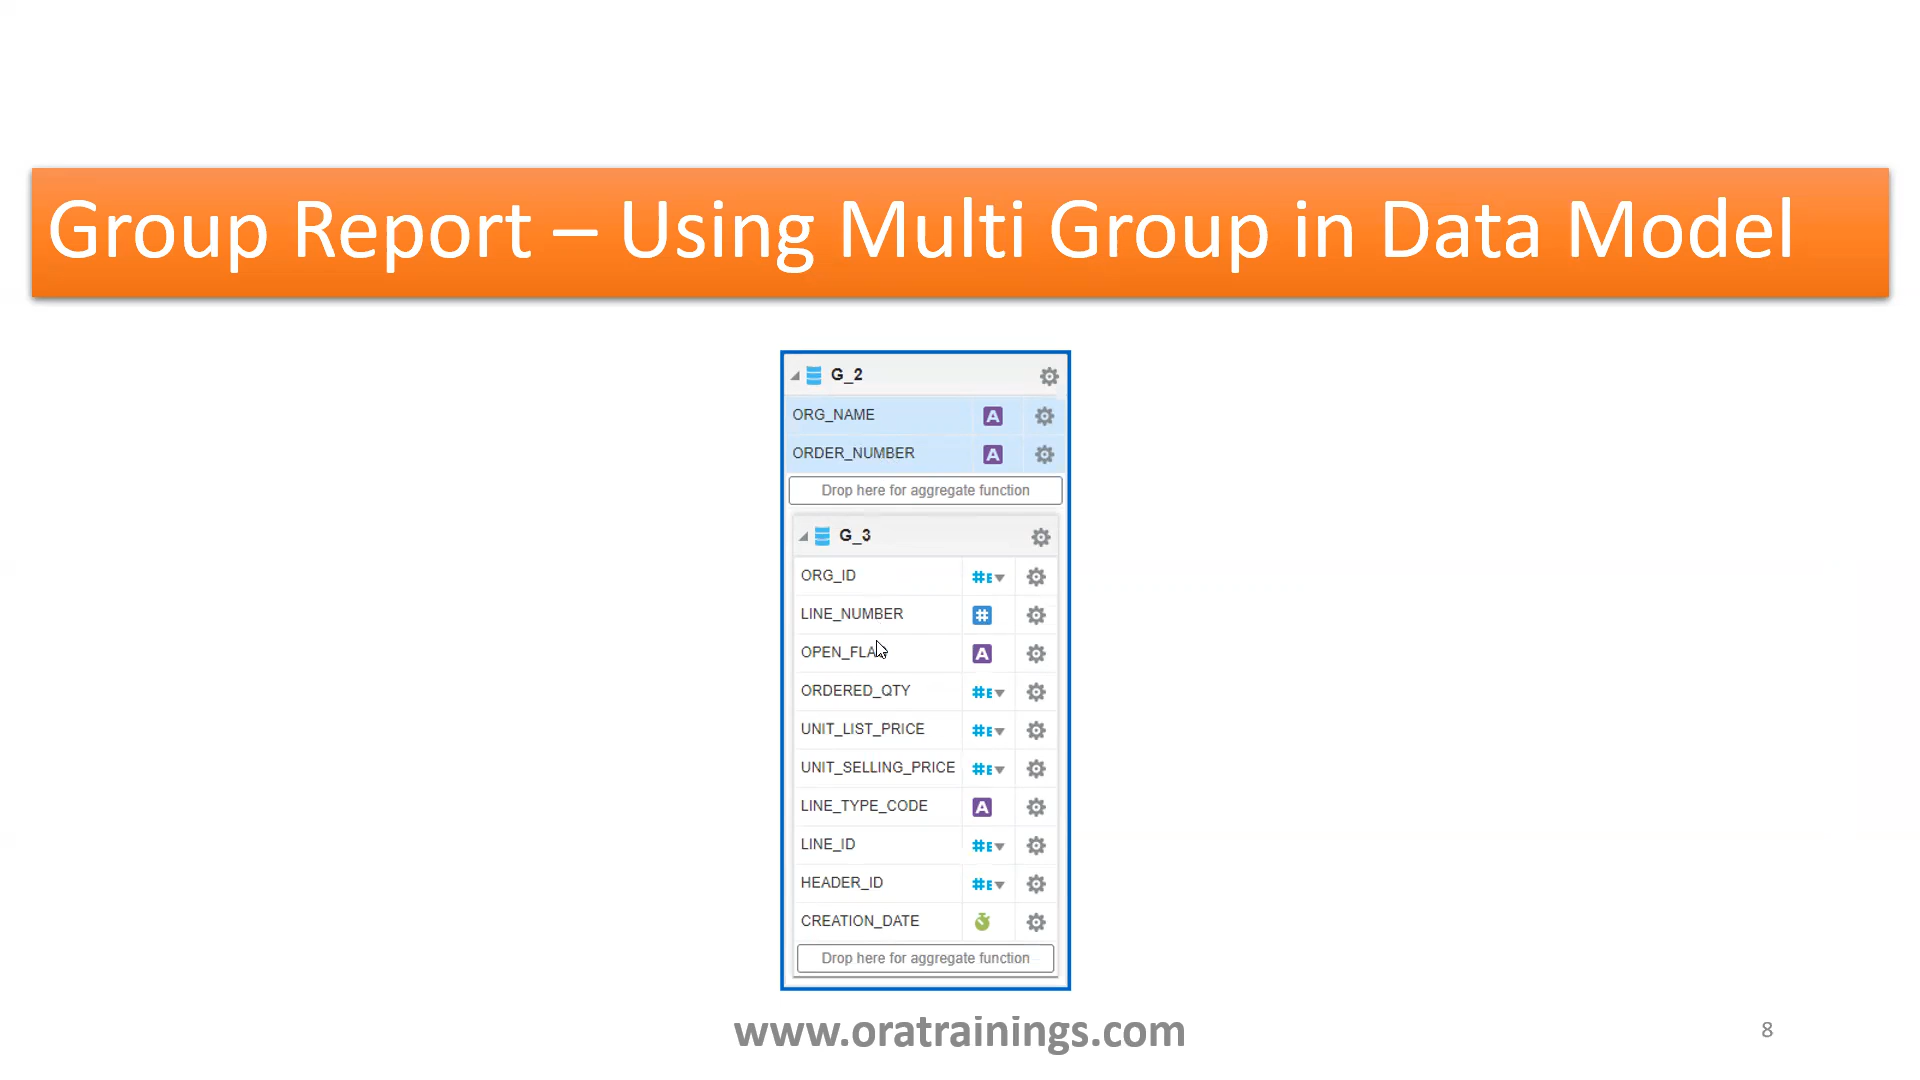 Group Report – Using Multi Group in Data Model
G_2
ORG_NAME A
ORDER_NUMBER A
Drop here for aggregate function
G_3
ORG_ID #E
LINE_NUMBER #
OPEN_FLA A
ORDERED_QTY #E
UNIT_LIST_PRICE #E
UNIT_SELLING_PRICE #E
LINE_TYPE_CODE A
LINE_ID #E
HEADER_ID #E
CREATION_DATE
Drop here for aggregate function
www.oratrainings.com
8